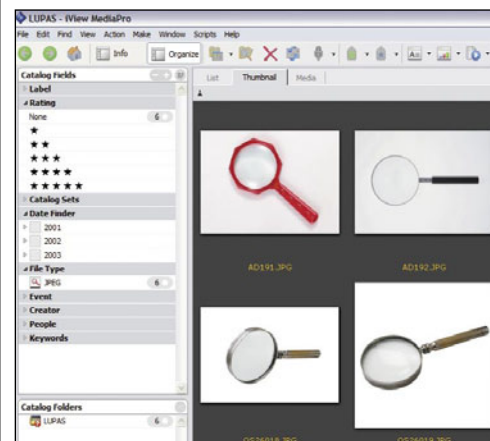 LUPAS - iView MediaPro
File Edit Find View Action Make Window Scripts Help
Info Organize
Catalog Fields
Label
Rating
None 6
★
★★
★★★
★★★★
★★★★★
Catalog Sets
Date Finder
2001
2002
2003
File Type
JPEG 6
Event
Creator
People
Keywords
Catalog Folders
LUPAS 6
List Thumbnail Media
AD191.JPG AD192.JPG